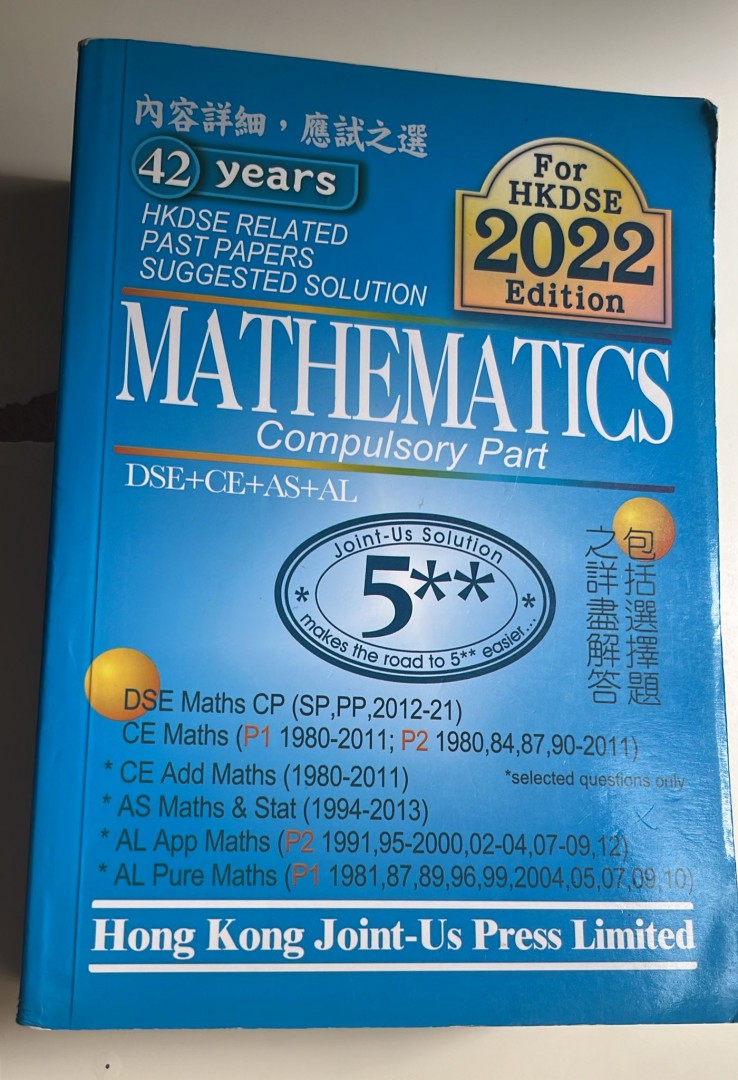 內容詳細，應試之選
42 years
HKDSE RELATED
PAST PAPERS
SUGGESTED SOLUTION
For
HKDSE
2022
Edition
MATHEMATICS
Compulsory Part
DSE+CE+AS+AL
Joint-Us Solution
* 5** *
makes the road to 5** easier...
包括選擇題
之詳盡解答
DSE Maths CP (SP,PP,2012-21)
CE Maths (P1 1980-2011; P2 1980,84,87,90-2011)
* CE Add Maths (1980-2011)
*selected questions only
* AS Maths & Stat (1994-2013)
* AL App Maths (P2 1991,95-2000,02-04,07-09,12)
* AL Pure Maths (P1 1981,87,89,96,99,2004,05,07,09,10)
Hong Kong Joint-Us Press Limited